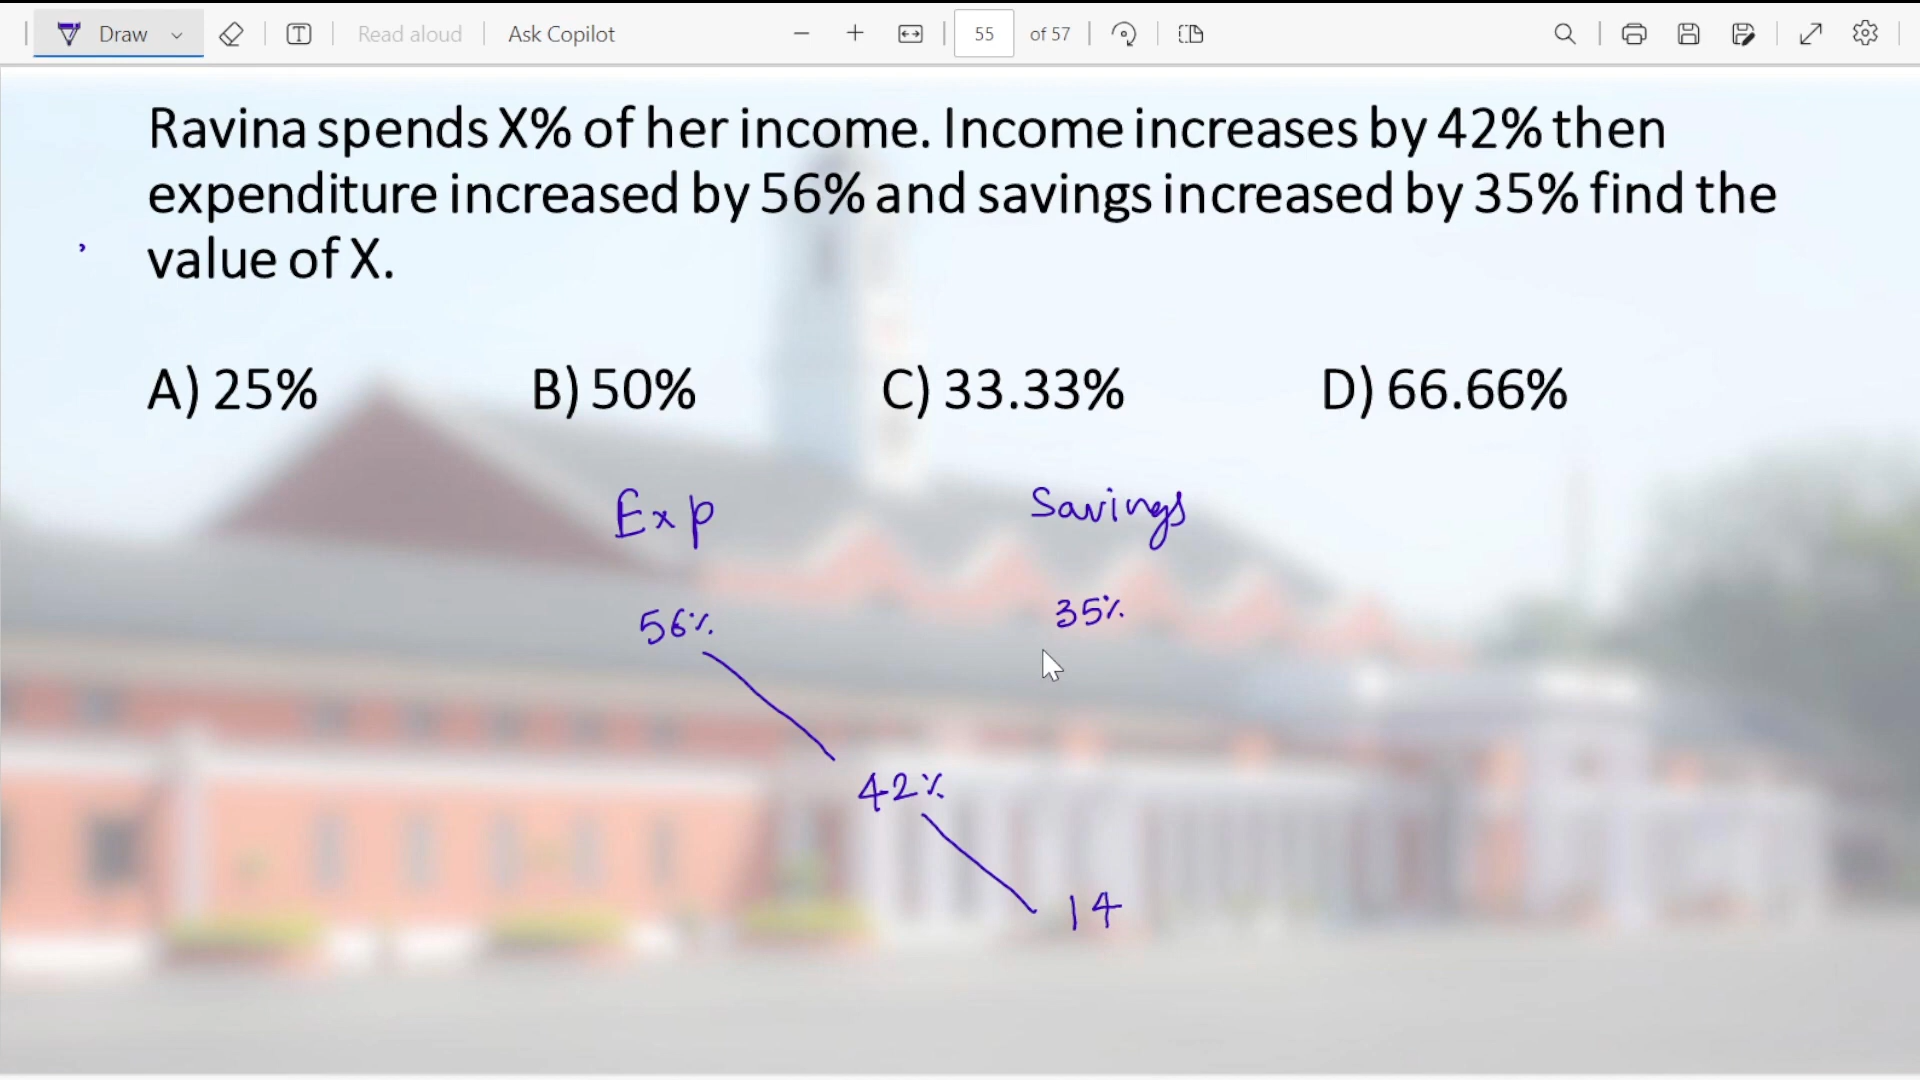 Draw Read aloud Ask Copilot 55 of 57
Ravina spends X% of her income. Income increases by 42% then
expenditure increased by 56% and savings increased by 35% find the
value of X.
A) 25% B) 50% C) 33.33% D) 66.66%
Exp Savings
56% 35%
42%
14